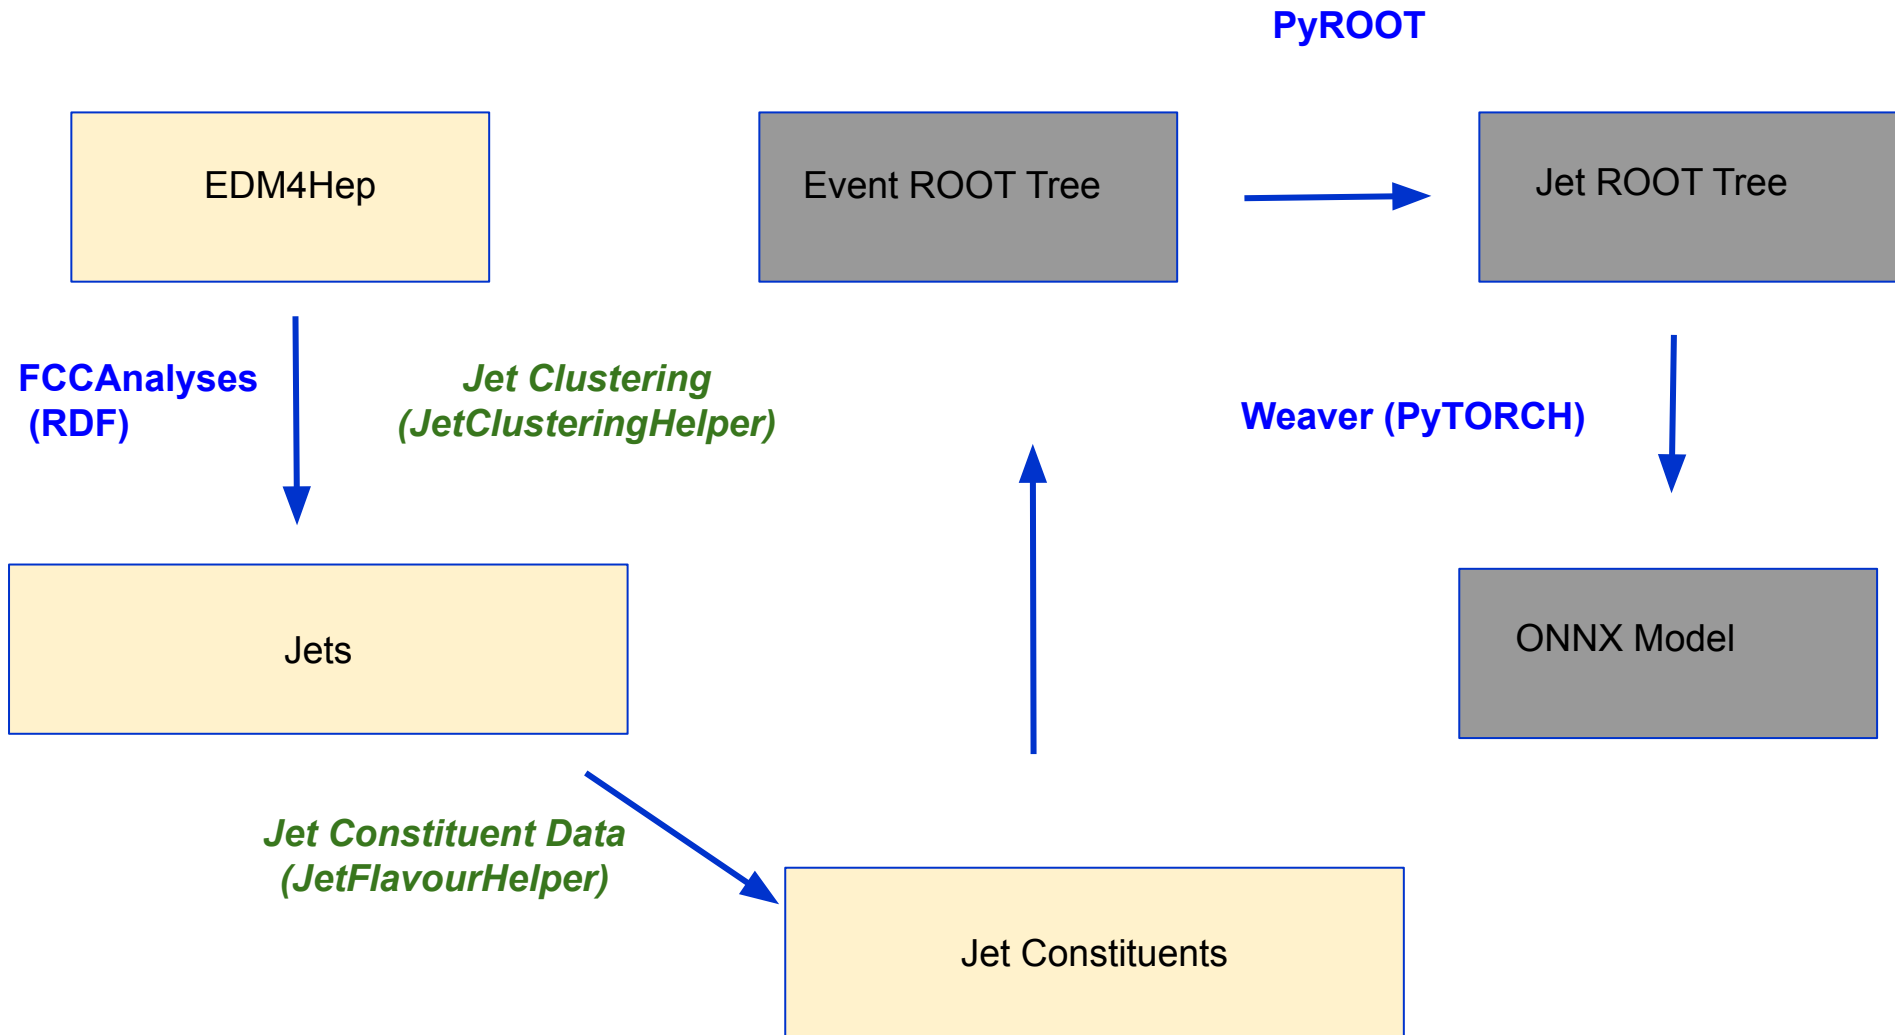 PyROOT
EDM4Hep
Event ROOT Tree
Jet ROOT Tree
FCCAnalyses
(RDF)
Jet Clustering
(JetClusteringHelper)
Weaver (PyTORCH)
Jets
ONNX Model
Jet Constituent Data
(JetFlavourHelper)
Jet Constituents